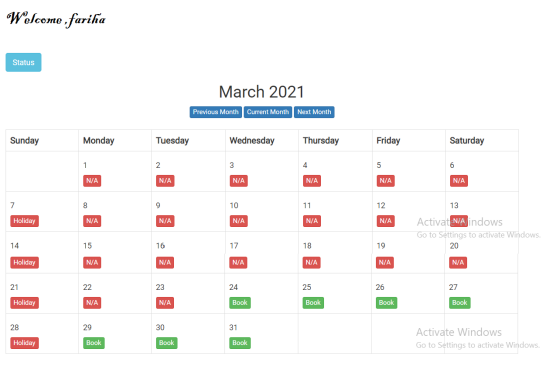 Welcome ,fariha
Status
March 2021
Previous Month Current Month Next Month
Sunday Monday Tuesday Wednesday Thursday Friday Saturday
1 2 3 4 5 6
N/A N/A N/A N/A N/A N/A
7 8 9 10 11 12 13
Holiday N/A N/A N/A N/A N/A N/A
Activate Windows
Go to Settings to activate Windows.
14 15 16 17 18 19 20
Holiday N/A N/A N/A N/A N/A N/A
21 22 23 24 25 26 27
Holiday N/A N/A Book Book Book Book
28 29 30 31
Holiday Book Book Book
Activate Windows
Go to Settings to activate Windows.